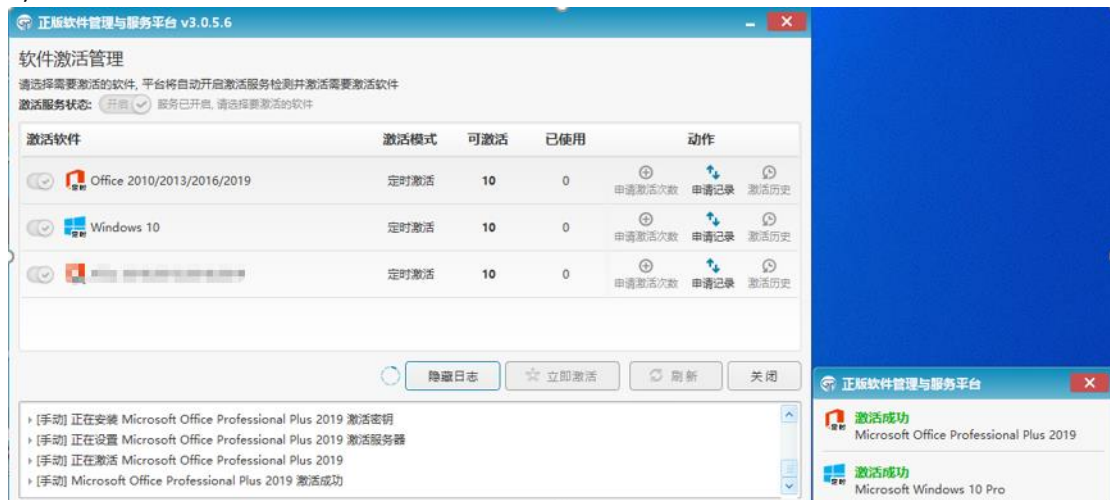 正版软件管理与服务平台 v3.0.5.6
软件激活管理
请选择需要激活的软件, 平台将自动开启激活服务检测并激活需要激活软件
激活服务状态: 开启 服务已开启, 请选择要激活的软件
激活软件 激活模式 可激活 已使用 动作
定时 Office 2010/2013/2016/2019 定时激活 10 0 申请激活次数 申请记录 激活历史
定时 Windows 10 定时激活 10 0 申请激活次数 申请记录 激活历史
定时激活 10 0 申请激活次数 申请记录 激活历史
隐藏日志 立即激活 刷新 关闭
[手动] 正在安装 Microsoft Office Professional Plus 2019 激活密钥
[手动] 正在设置 Microsoft Office Professional Plus 2019 激活服务器
[手动] 正在激活 Microsoft Office Professional Plus 2019
[手动] Microsoft Office Professional Plus 2019 激活成功
正版软件管理与服务平台
定时 激活成功
Microsoft Office Professional Plus 2019
定时 激活成功
Microsoft Windows 10 Pro